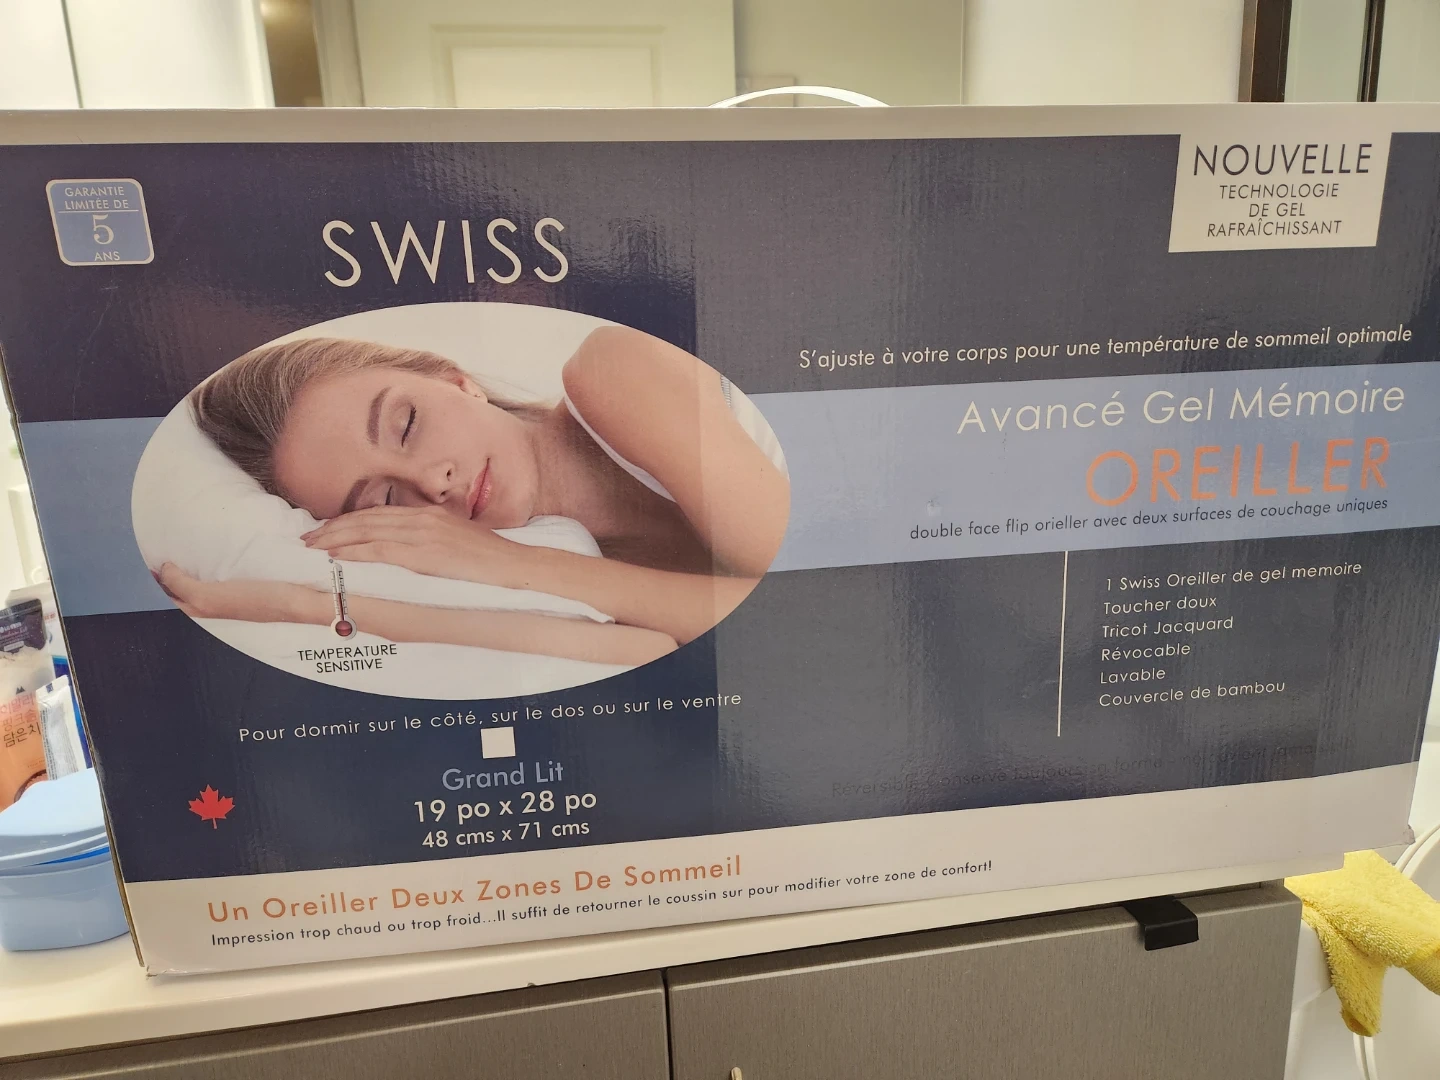 GARANTIE
LIMITÉE DE
5
ANS
SWISS
NOUVELLE
TECHNOLOGIE
DE GEL
RAFRAÎCHISSANT
S'ajuste à votre corps pour une température de sommeil optimale
Avancé Gel Mémoire
OREILLER
double face flip orieller avec deux surfaces de couchage uniques
1 Swiss Oreiller de gel memoire
Toucher doux
Tricot Jacquard
Révocable
Lavable
Couvercle de bambou
TEMPERATURE
SENSITIVE
Pour dormir sur le côté, sur le dos ou sur le ventre
Grand Lit
19 po x 28 po
48 cms x 71 cms
Réversible Conserve toujours forme
Un Oreiller Deux Zones De Sommeil
Impression trop chaud ou trop froid...Il suffit de retourner le coussin sur pour modifier votre zone de confort!